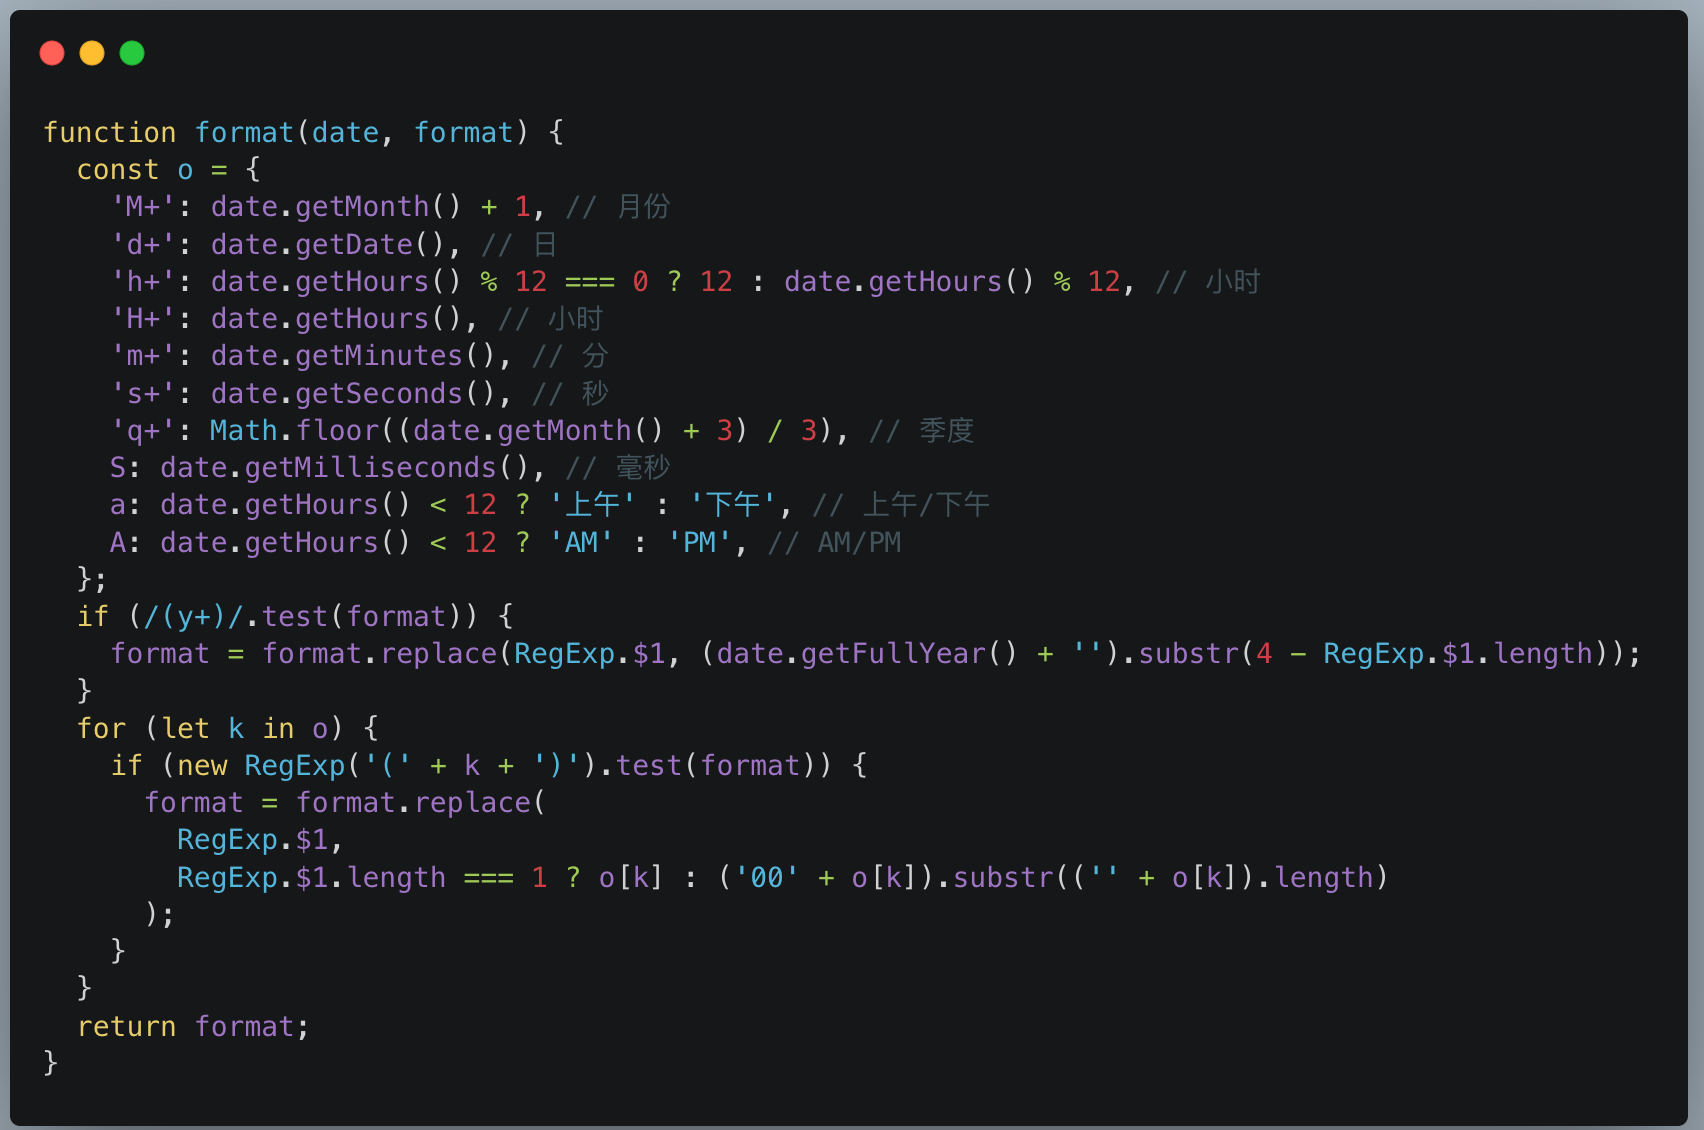 function format(date, format) {
  const o = {
    'M+': date.getMonth() + 1, // 月份
    'd+': date.getDate(), // 日
    'h+': date.getHours() % 12 === 0 ? 12 : date.getHours() % 12, // 小时
    'H+': date.getHours(), // 小时
    'm+': date.getMinutes(), // 分
    's+': date.getSeconds(), // 秒
    'q+': Math.floor((date.getMonth() + 3) / 3), // 季度
    S: date.getMilliseconds(), // 毫秒
    a: date.getHours() < 12 ? '上午' : '下午', // 上午/下午
    A: date.getHours() < 12 ? 'AM' : 'PM', // AM/PM
  };
  if (/(y+)/.test(format)) {
    format = format.replace(RegExp.$1, (date.getFullYear() + '').substr(4 - RegExp.$1.length));
  }
  for (let k in o) {
    if (new RegExp('(' + k + ')').test(format)) {
      format = format.replace(
        RegExp.$1,
        RegExp.$1.length === 1 ? o[k] : ('00' + o[k]).substr(('' + o[k]).length)
      );
    }
  }
  return format;
}